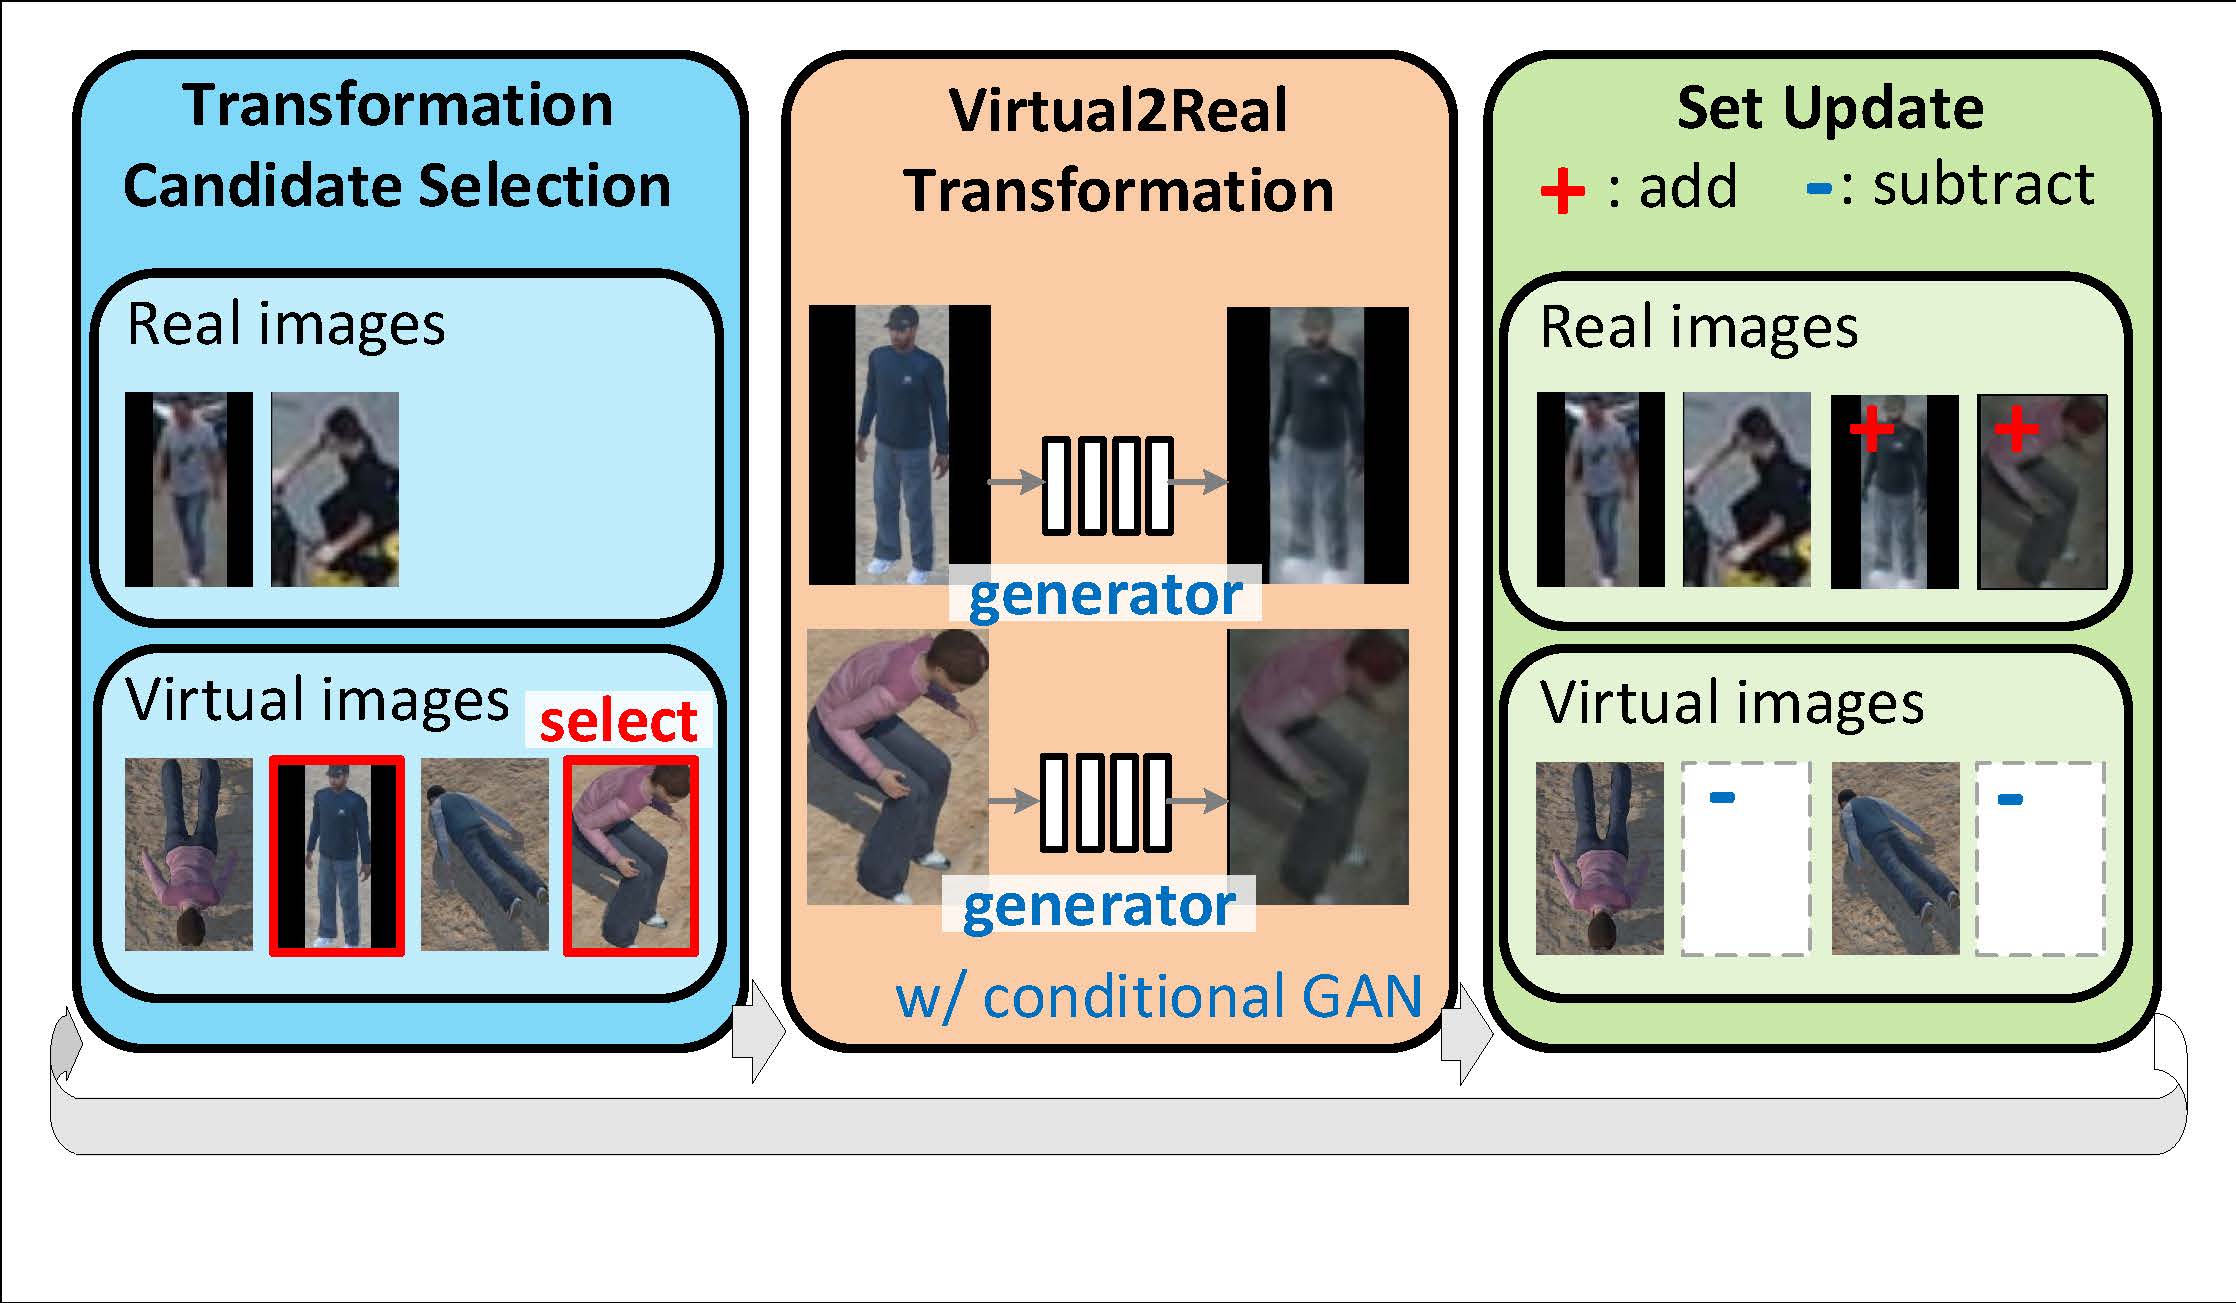 Transformation
Candidate Selection
Real images
Virtual images
select
Virtual2Real
Transformation
generator
generator
w/ conditional GAN
Set Update
+ : add -: subtract
Real images
+ +
Virtual images
- -